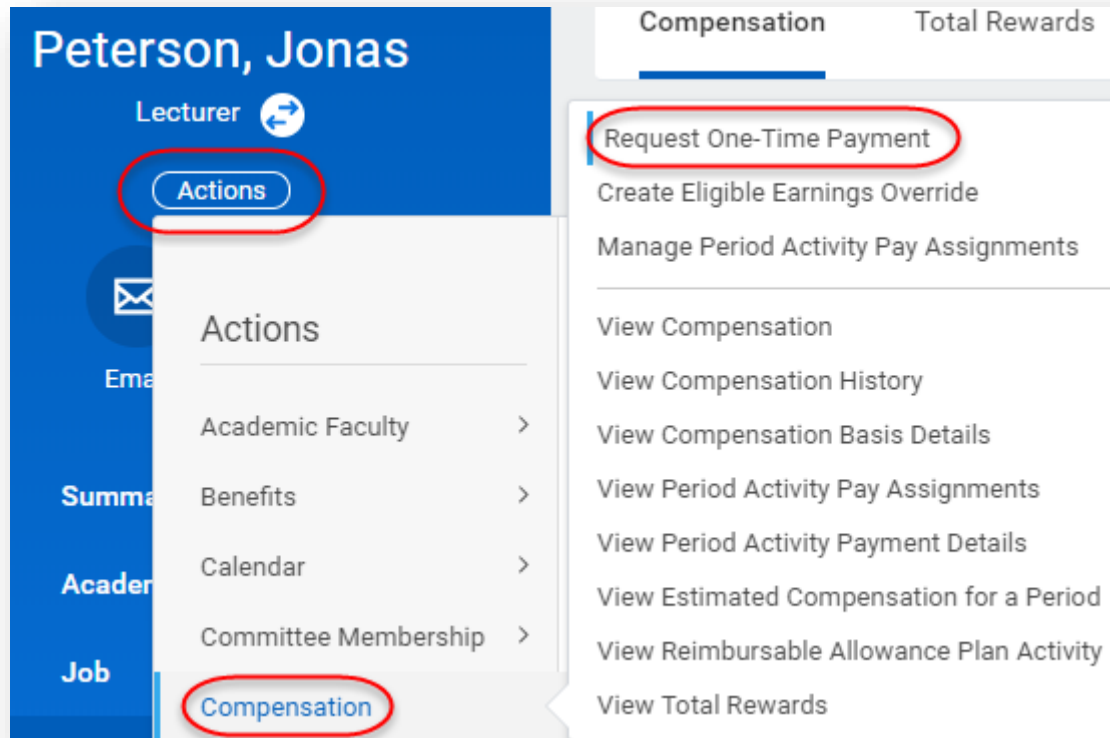 Peterson, Jonas
Lecturer
Actions
Ema
Summa
Academ
Job
Actions
Academic Faculty
Benefits
Calendar
Committee Membership
Compensation
Compensation
Total Rewards
Request One-Time Payment
Create Eligible Earnings Override
Manage Period Activity Pay Assignments
View Compensation
View Compensation History
View Compensation Basis Details
View Period Activity Pay Assignments
View Period Activity Payment Details
View Estimated Compensation for a Period
View Reimbursable Allowance Plan Activity
View Total Rewards